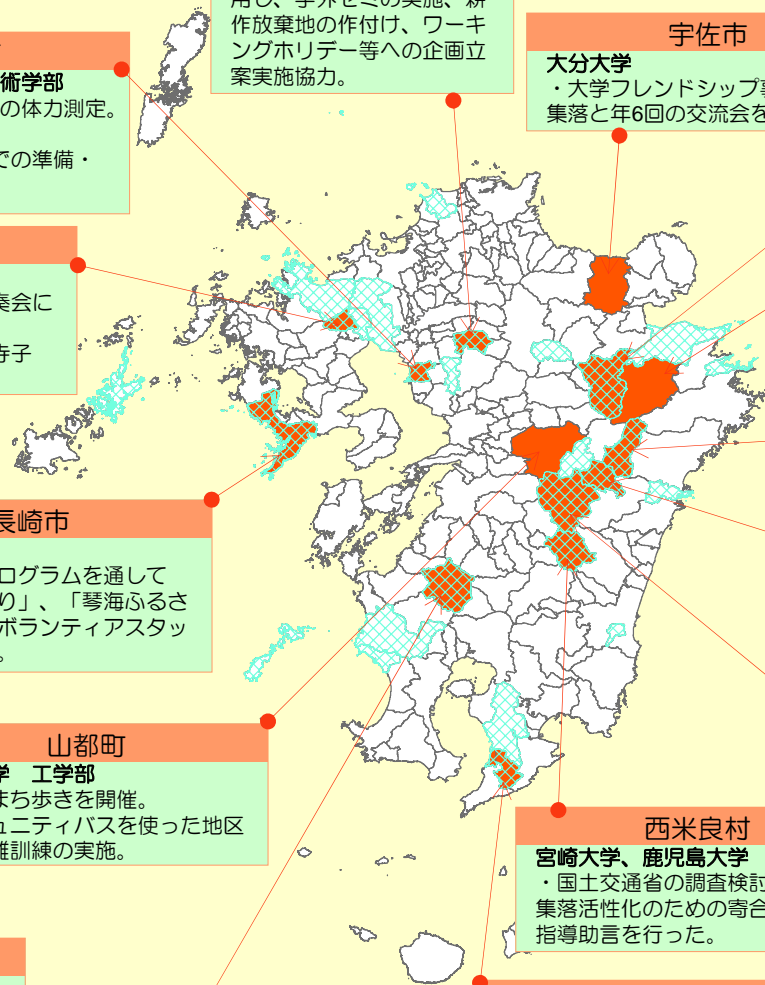 用し、学外ゼミの実施、耕
作放棄地の作付け、ワーキ
ングホリデー等への企画立
案実施協力。
宇佐市
大分大学
・大学フレンドシップ事
集落と年6回の交流会を
術学部
の体力測定。
での準備・
奏会に
寺子
長崎市
ログラムを通して
り」、「琴海ふるさ
ボランティアスタッ
。
山都町
学　工学部
まち歩きを開催。
ュニティバスを使った地区
難訓練の実施。
西米良村
宮崎大学、鹿児島大学
・国土交通省の調査検討
集落活性化のための寄合
指導助言を行った。